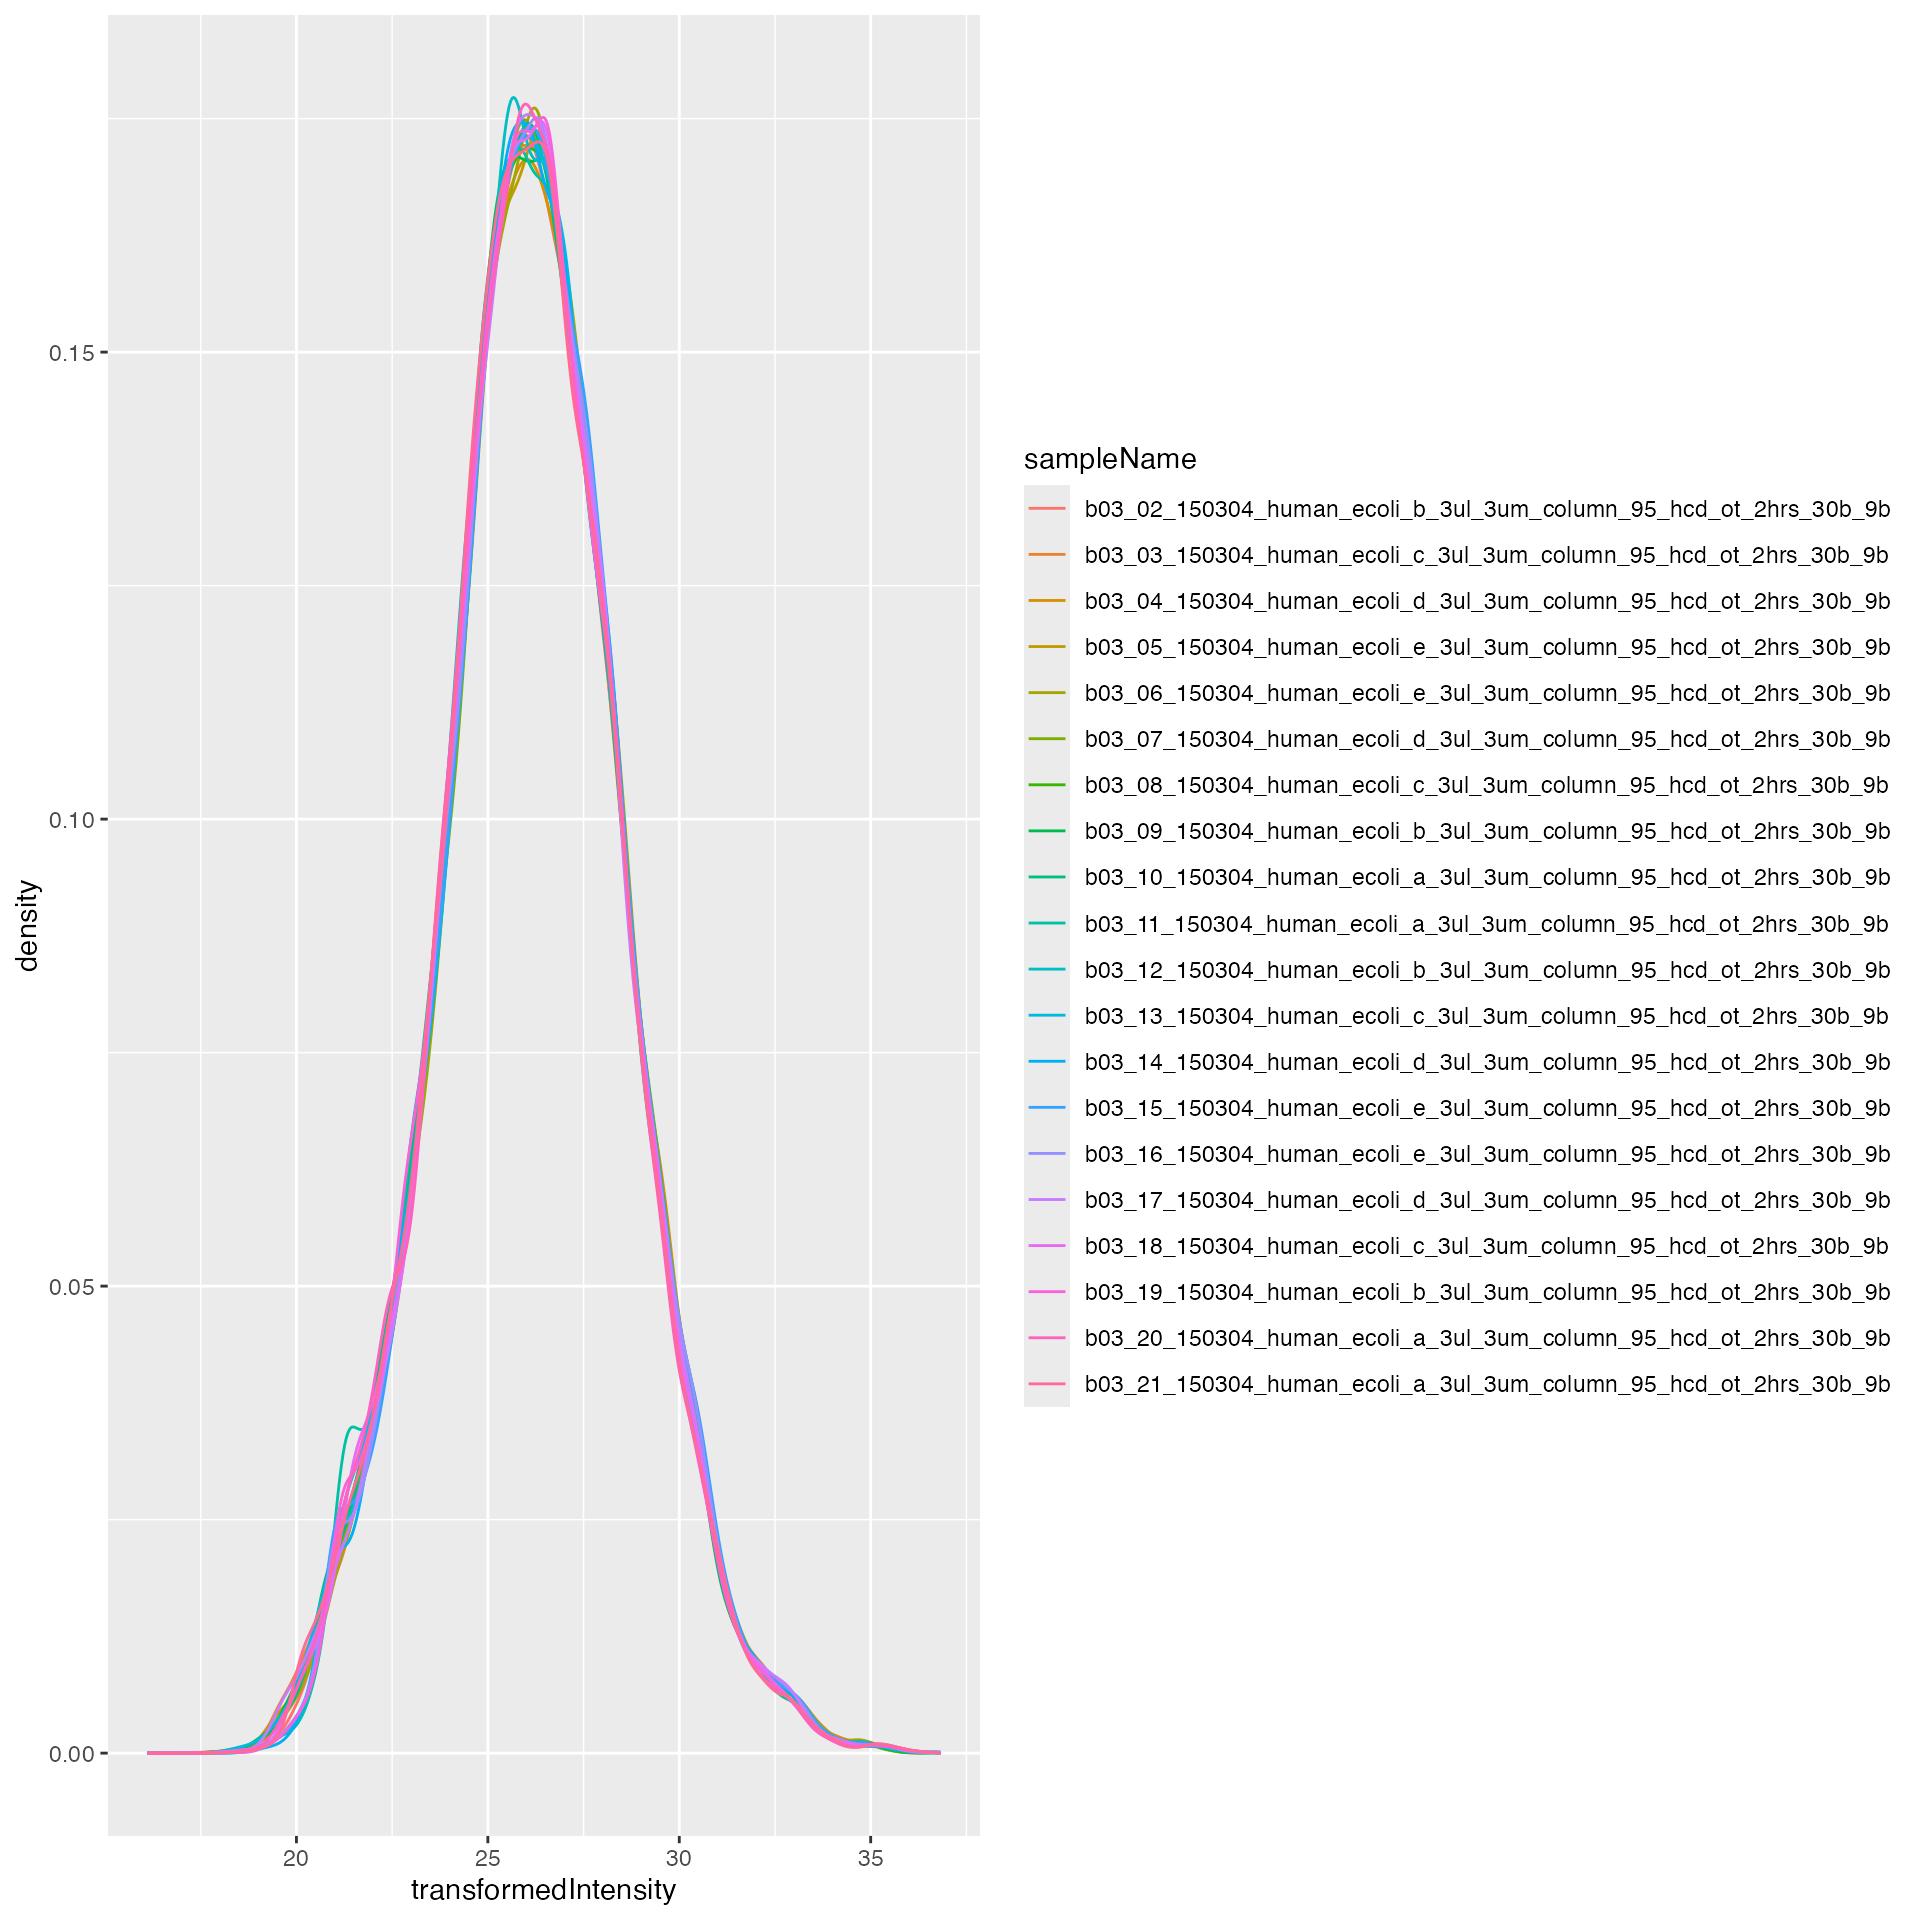 0.15
0.10
0.05
0.00
density
20 25 30 35
transformedIntensity
sampleName
b03_02_150304_human_ecoli_b_3ul_3um_column_95_hcd_ot_2hrs_30b_9b
b03_03_150304_human_ecoli_c_3ul_3um_column_95_hcd_ot_2hrs_30b_9b
b03_04_150304_human_ecoli_d_3ul_3um_column_95_hcd_ot_2hrs_30b_9b
b03_05_150304_human_ecoli_e_3ul_3um_column_95_hcd_ot_2hrs_30b_9b
b03_06_150304_human_ecoli_e_3ul_3um_column_95_hcd_ot_2hrs_30b_9b
b03_07_150304_human_ecoli_d_3ul_3um_column_95_hcd_ot_2hrs_30b_9b
b03_08_150304_human_ecoli_c_3ul_3um_column_95_hcd_ot_2hrs_30b_9b
b03_09_150304_human_ecoli_b_3ul_3um_column_95_hcd_ot_2hrs_30b_9b
b03_10_150304_human_ecoli_a_3ul_3um_column_95_hcd_ot_2hrs_30b_9b
b03_11_150304_human_ecoli_a_3ul_3um_column_95_hcd_ot_2hrs_30b_9b
b03_12_150304_human_ecoli_b_3ul_3um_column_95_hcd_ot_2hrs_30b_9b
b03_13_150304_human_ecoli_c_3ul_3um_column_95_hcd_ot_2hrs_30b_9b
b03_14_150304_human_ecoli_d_3ul_3um_column_95_hcd_ot_2hrs_30b_9b
b03_15_150304_human_ecoli_e_3ul_3um_column_95_hcd_ot_2hrs_30b_9b
b03_16_150304_human_ecoli_e_3ul_3um_column_95_hcd_ot_2hrs_30b_9b
b03_17_150304_human_ecoli_d_3ul_3um_column_95_hcd_ot_2hrs_30b_9b
b03_18_150304_human_ecoli_c_3ul_3um_column_95_hcd_ot_2hrs_30b_9b
b03_19_150304_human_ecoli_b_3ul_3um_column_95_hcd_ot_2hrs_30b_9b
b03_20_150304_human_ecoli_a_3ul_3um_column_95_hcd_ot_2hrs_30b_9b
b03_21_150304_human_ecoli_a_3ul_3um_column_95_hcd_ot_2hrs_30b_9b